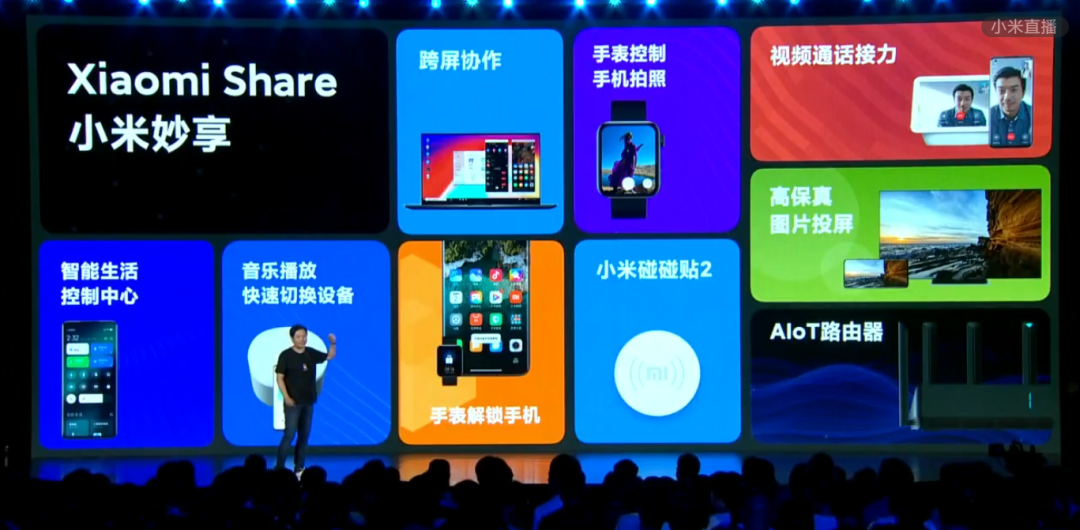 小米直播
Xiaomi Share
小米妙享
跨屏协作
手表控制
手机拍照
视频通话接力
高保真
图片投屏
智能生活
控制中心
音乐播放
快速切换设备
手表解锁手机
小米碰碰贴2
mi
AIoT路由器
2:32